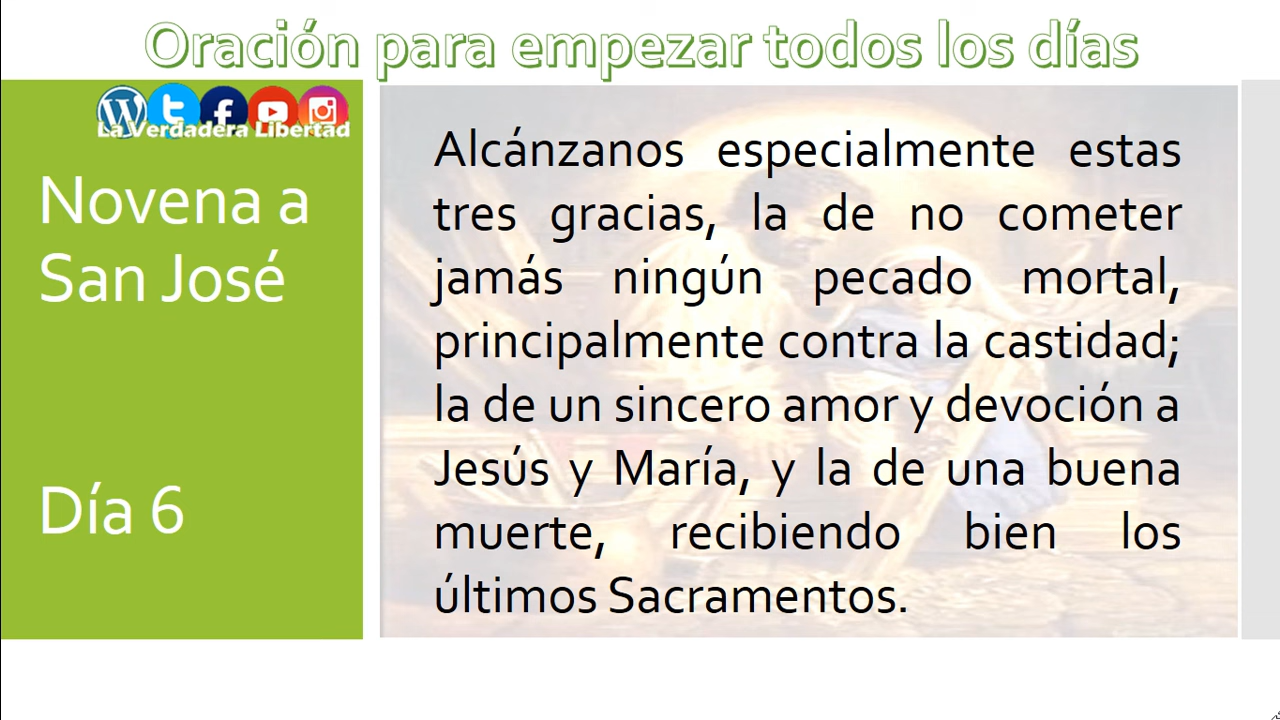 Oración para empezar todos los días
La Verdadera Libertad
Novena a
San José
Día 6
Alcánzanos especialmente estas
tres gracias, la de no cometer
jamás ningún pecado mortal,
principalmente contra la castidad;
la de un sincero amor y devoción a
Jesús y María, y la de una buena
muerte, recibiendo bien los
últimos Sacramentos.